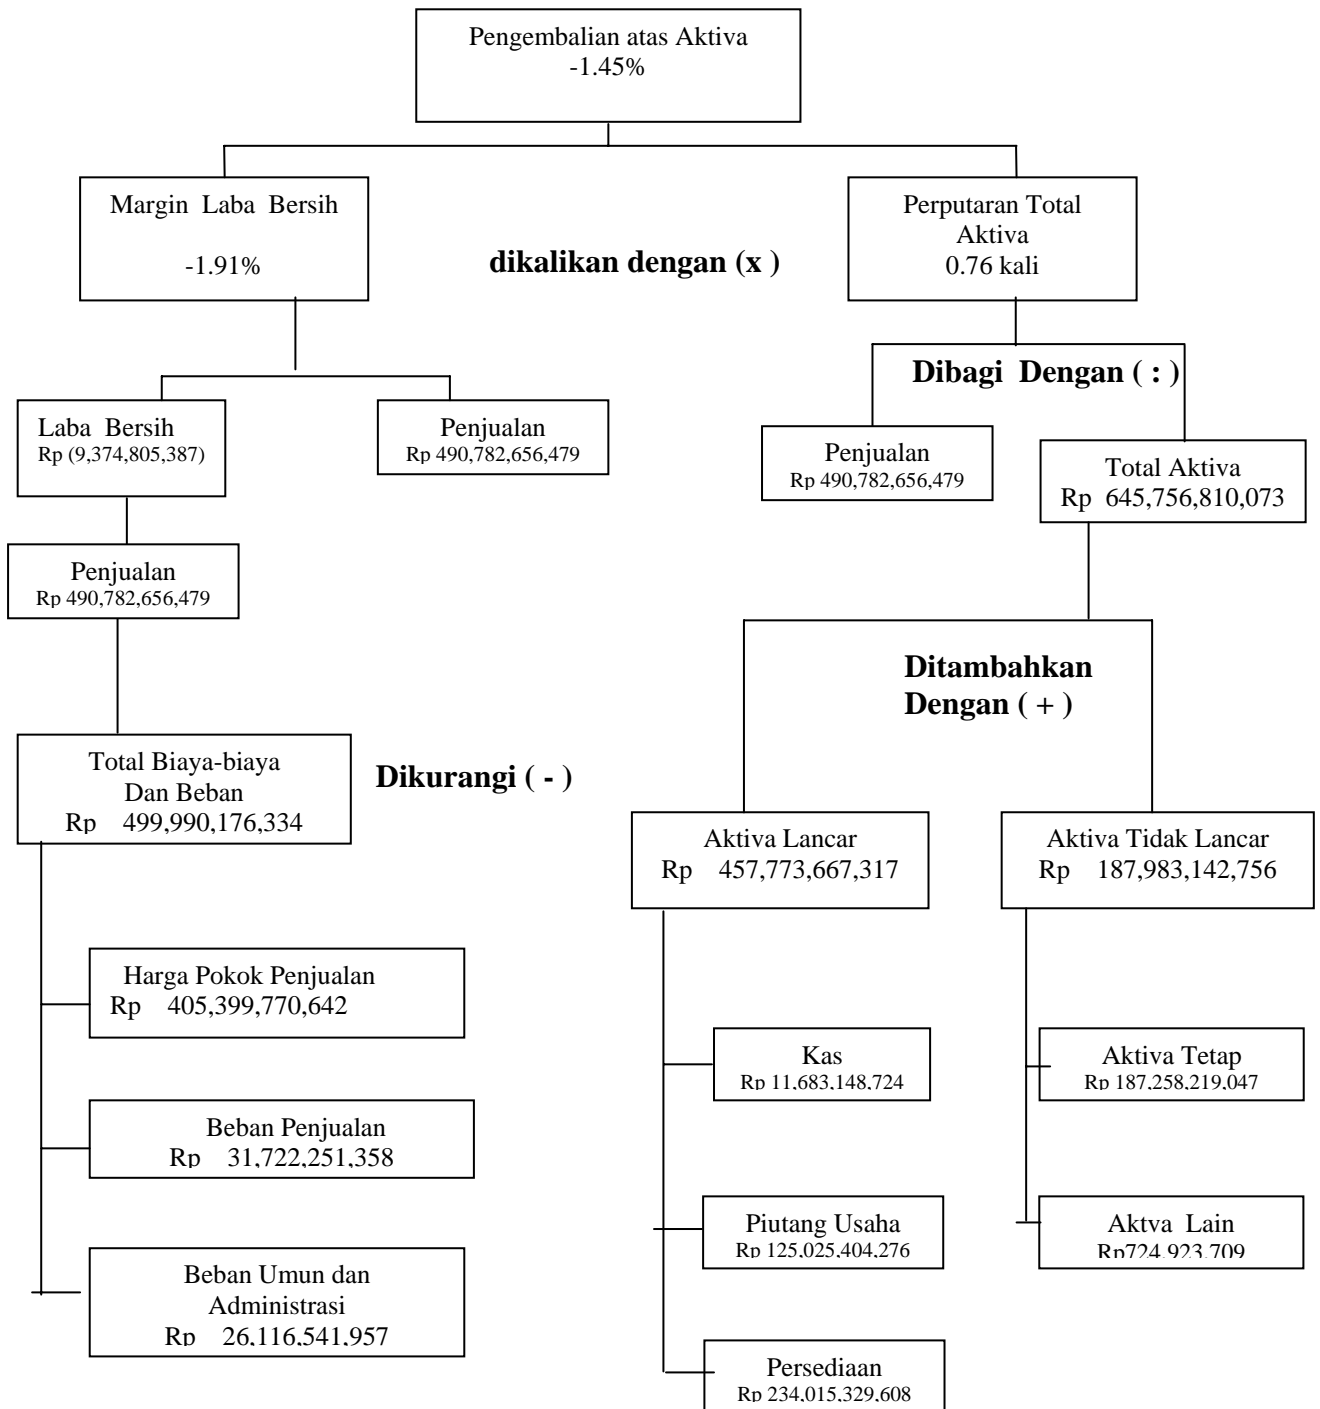 Pengembalian atas Aktiva
-1.45%
Margin Laba Bersih
-1.91%
dikalikan dengan (x )
Perputaran Total
Aktiva
0.76 kali
Dibagi Dengan ( : )
Laba Bersih
Rp (9,374,805,387)
Penjualan
Rp 490,782,656,479
Penjualan
Rp 490,782,656,479
Total Aktiva
Rp 645,756,810,073
Penjualan
Rp 490,782,656,479
Ditambahkan
Dengan ( + )
Total Biaya-biaya
Dan Beban
Rp 499,990,176,334
Dikurangi ( - )
Aktiva Lancar
Rp 457,773,667,317
Aktiva Tidak Lancar
Rp 187,983,142,756
Harga Pokok Penjualan
Rp 405,399,770,642
Kas
Rp 11,683,148,724
Aktiva Tetap
Rp 187,258,219,047
Beban Penjualan
Rp 31,722,251,358
Piutang Usaha
Rp 125,025,404,276
Aktva Lain
Rp724,923,709
Beban Umun dan
Administrasi
Rp 26,116,541,957
Persediaan
Rp 234,015,329,608